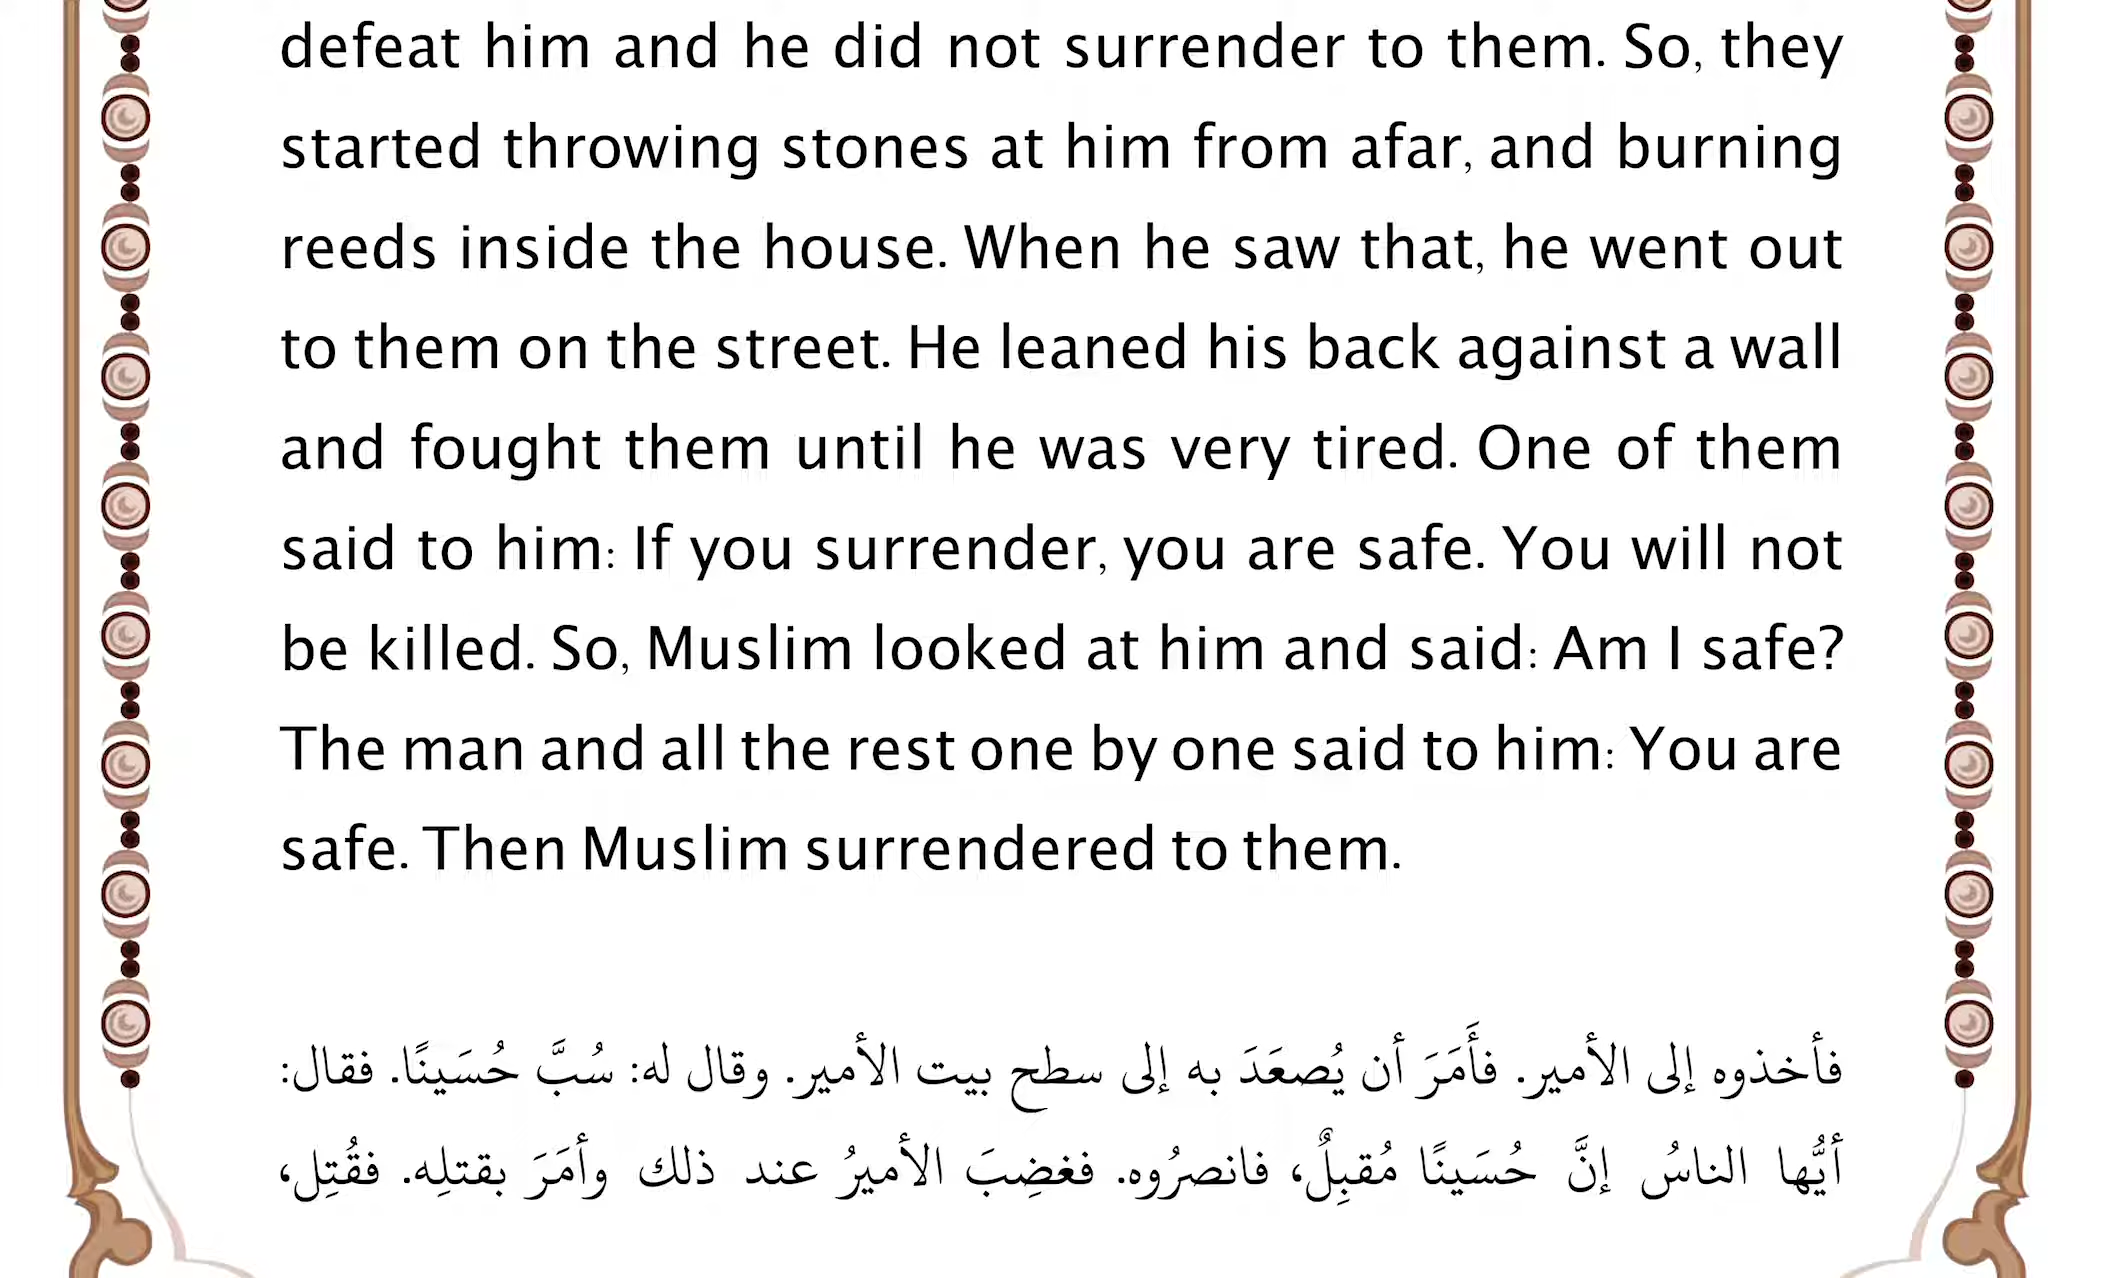 defeat him and he did not surrender to them. So, they
started throwing stones at him from afar, and burning
reeds inside the house. When he saw that, he went out
to them on the street. He leaned his back against a wall
and fought them until he was very tired. One of them
said to him: If you surrender, you are safe. You will not
be killed. So, Muslim looked at him and said: Am I safe?
The man and all the rest one by one said to him: You are
safe. Then Muslim surrendered to them.
فأخذوه إلى الأمير. فأَمَرَ أن يُصعَدَ به إلى سطح بيت الأمير. وقال له: سُبَّ حُسَينًا. فقال:
أيُّها الناسُ إنَّ حُسَينًا مُقبِلٌ، فانصرُوه. فغضِبَ الأميرُ عند ذلك وأمَرَ بقتلِه. فقُتِل،